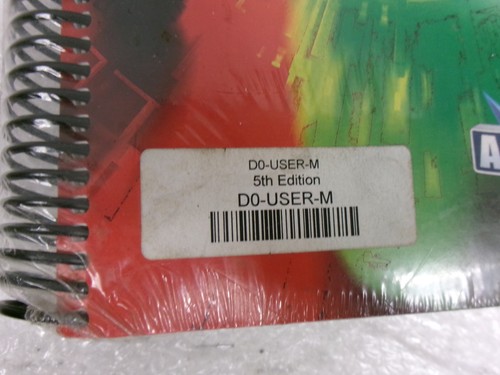 D0-USER-M
5th Edition
D0-USER-M
A